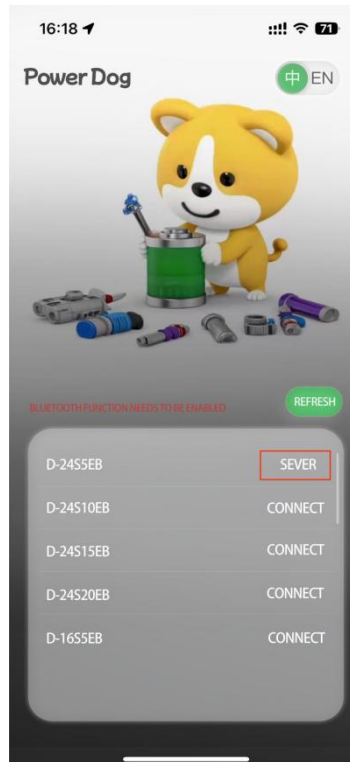 16:18
71
Power Dog
中 EN
BLUETOOTH FUNCTION NEEDS TO BE ENABLED
REFRESH
D-24S5EB SEVER
D-24S10EB CONNECT
D-24S15EB CONNECT
D-24S20EB CONNECT
D-16S5EB CONNECT